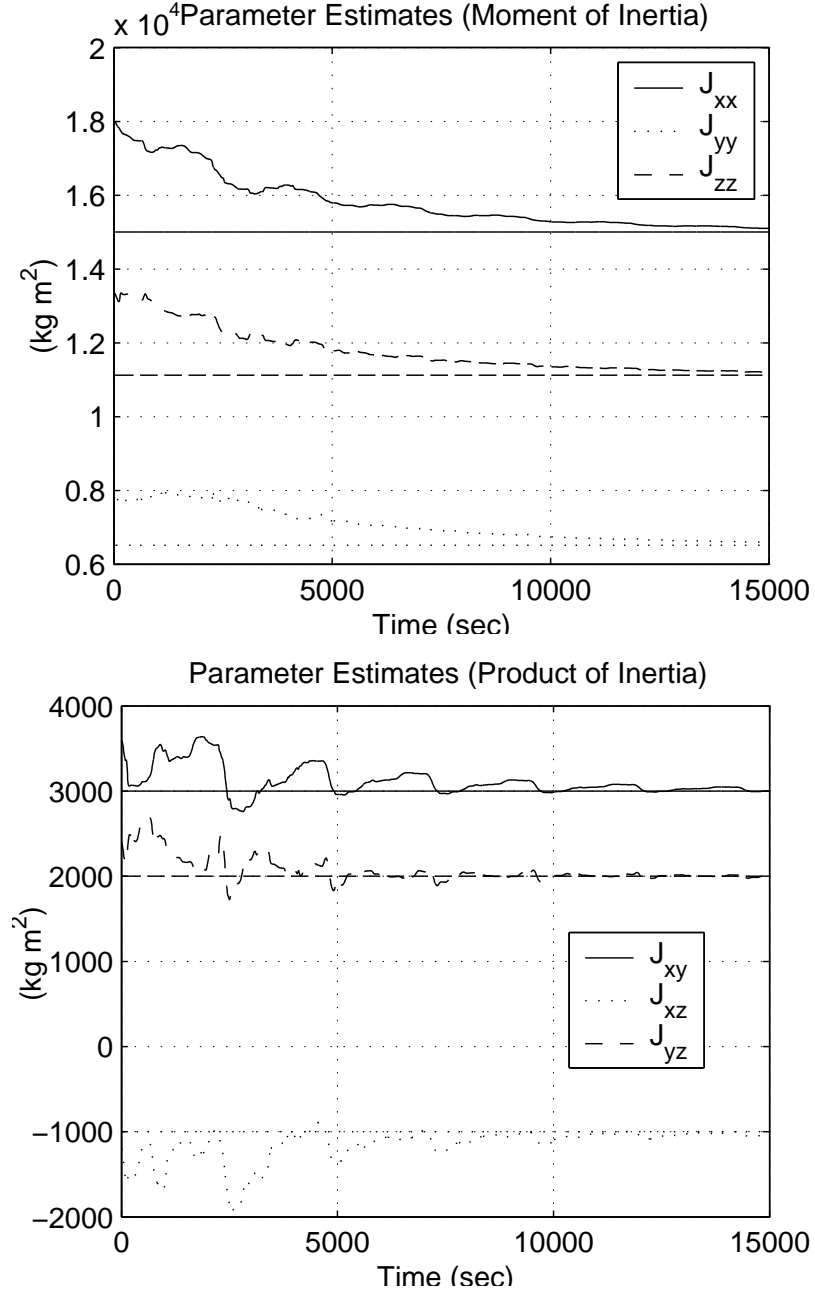 x 10^4 Parameter Estimates (Moment of Inertia)
2
1.8
1.6
1.4
1.2
1
0.8
0.6
(kg m^2)
J_xx
J_yy
J_zz
0 5000 10000 15000
Time (sec)
Parameter Estimates (Product of Inertia)
4000
3000
2000
1000
0
−1000
−2000
(kg m^2)
J_xy
J_xz
J_yz
0 5000 10000 15000
Time (sec)